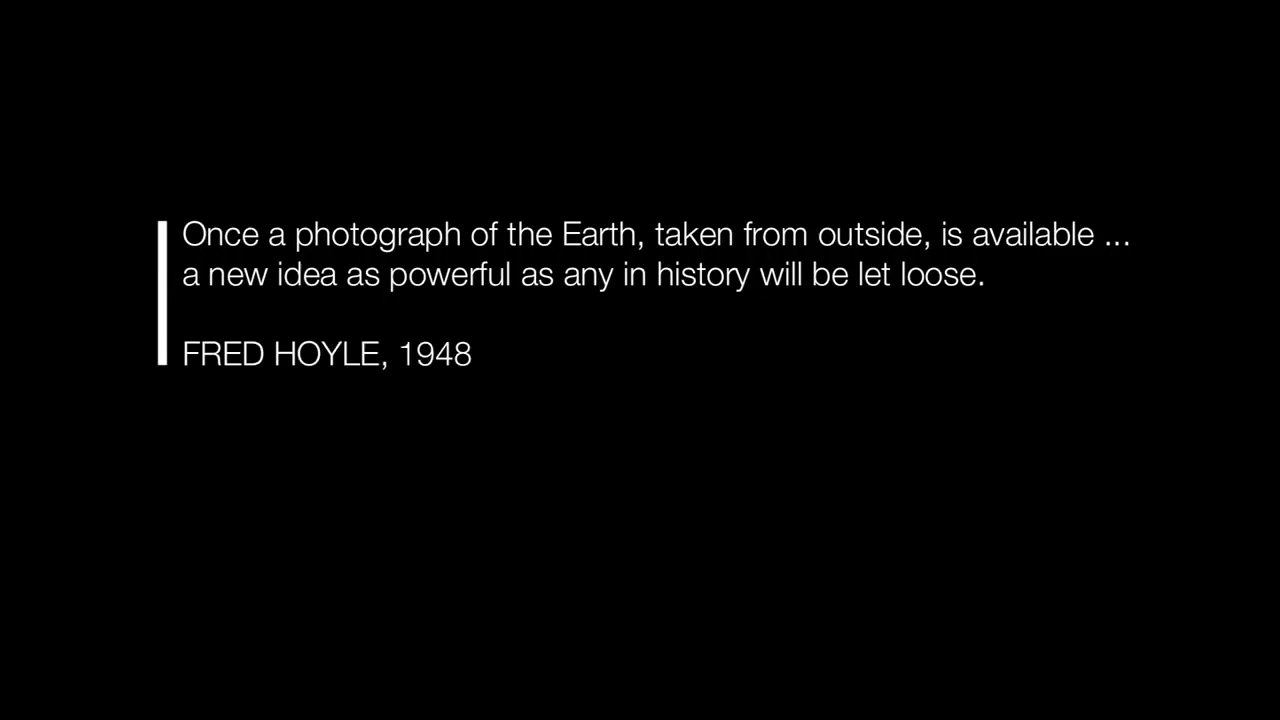 Once a photograph of the Earth, taken from outside, is available ...
a new idea as powerful as any in history will be let loose.
FRED HOYLE, 1948